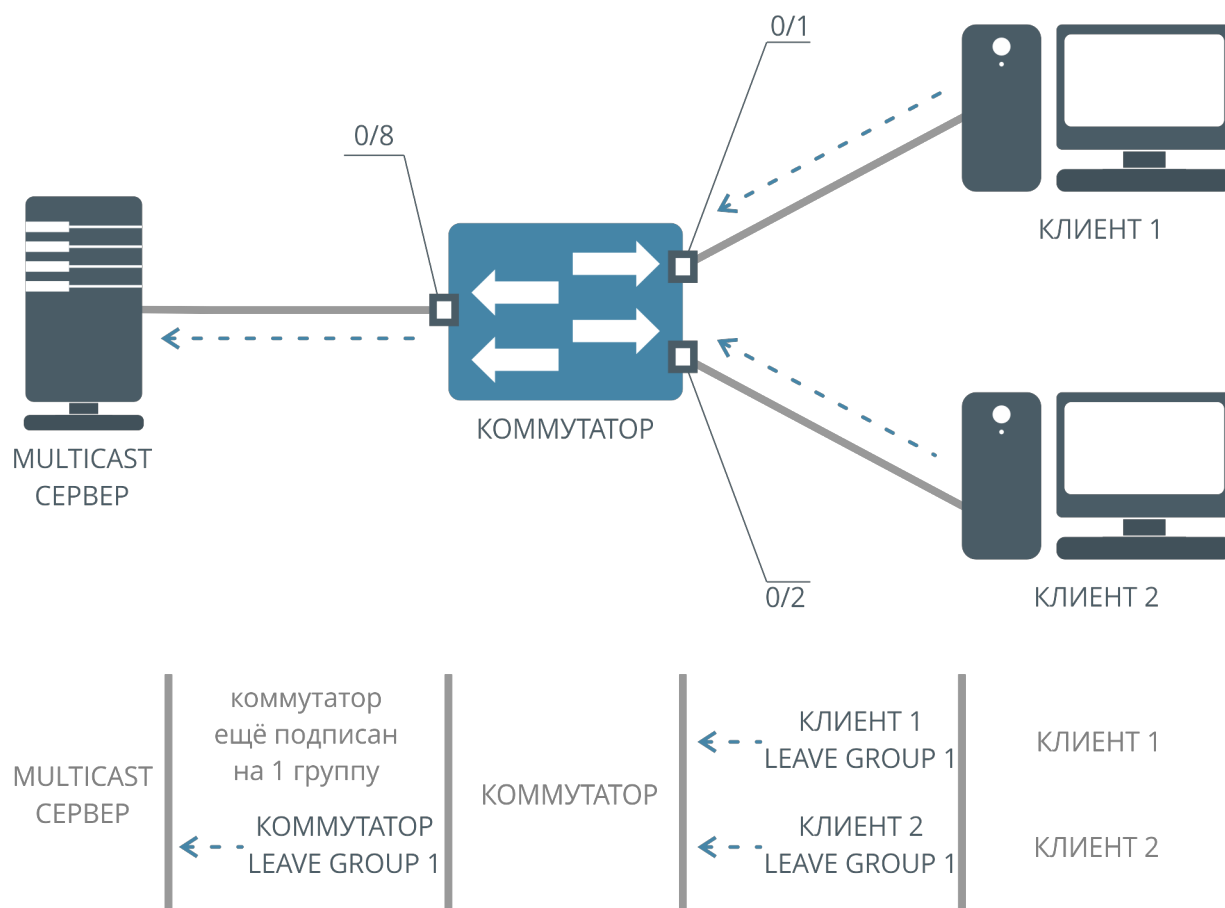 0/1
0/8
КЛИЕНТ 1
КОММУТАТОР
MULTICAST
СЕРВЕР
0/2
КЛИЕНТ 2
коммутатор
ещё подписан
на 1 группу
КЛИЕНТ 1
LEAVE GROUP 1
КЛИЕНТ 1
MULTICAST
СЕРВЕР
КОММУТАТОР
КОММУТАТОР
LEAVE GROUP 1
КЛИЕНТ 2
LEAVE GROUP 1
КЛИЕНТ 2